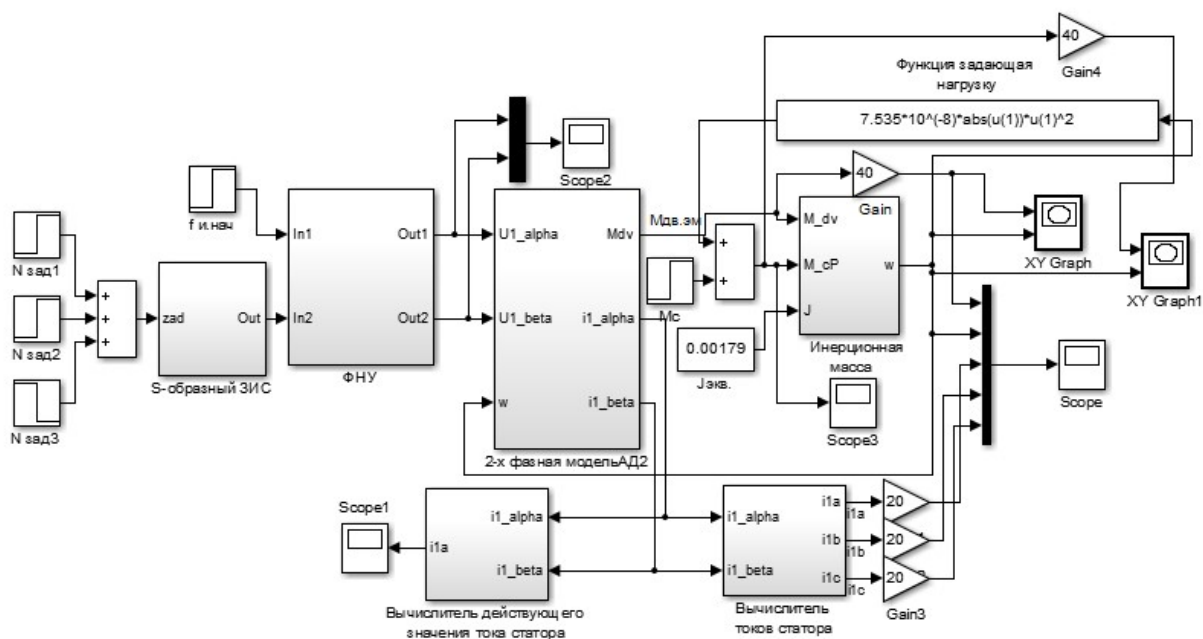 40
Gain4
Функция задающая
нагрузку
7.535*10^(-8)*abs(u(1))*u(1)^2
Scope2
40
Gain
f и.нач
Мдв.эм
XY Graph
XY Graph1
N зад1
N зад2
N зад3
+
+
+
zad
Out
S-образный ЗИС
In1
In2
Out1
Out2
ФНУ
U1_alpha
U1_beta
w
Mdv
i1_alpha
i1_beta
2-х фазная модельАД2
+
+
Мс
M_dv
M_cP
J
w
Инерционная
масса
0.00179
Jэкв.
Scope3
Scope
Scope1
i1a
i1_alpha
i1_beta
Вычислитель действующего
значения тока статора
i1_alpha
i1_beta
i1a
i1b
i1c
Вычислитель
токов статора
i1a
i1b
i1c
20
20
20
Gain3